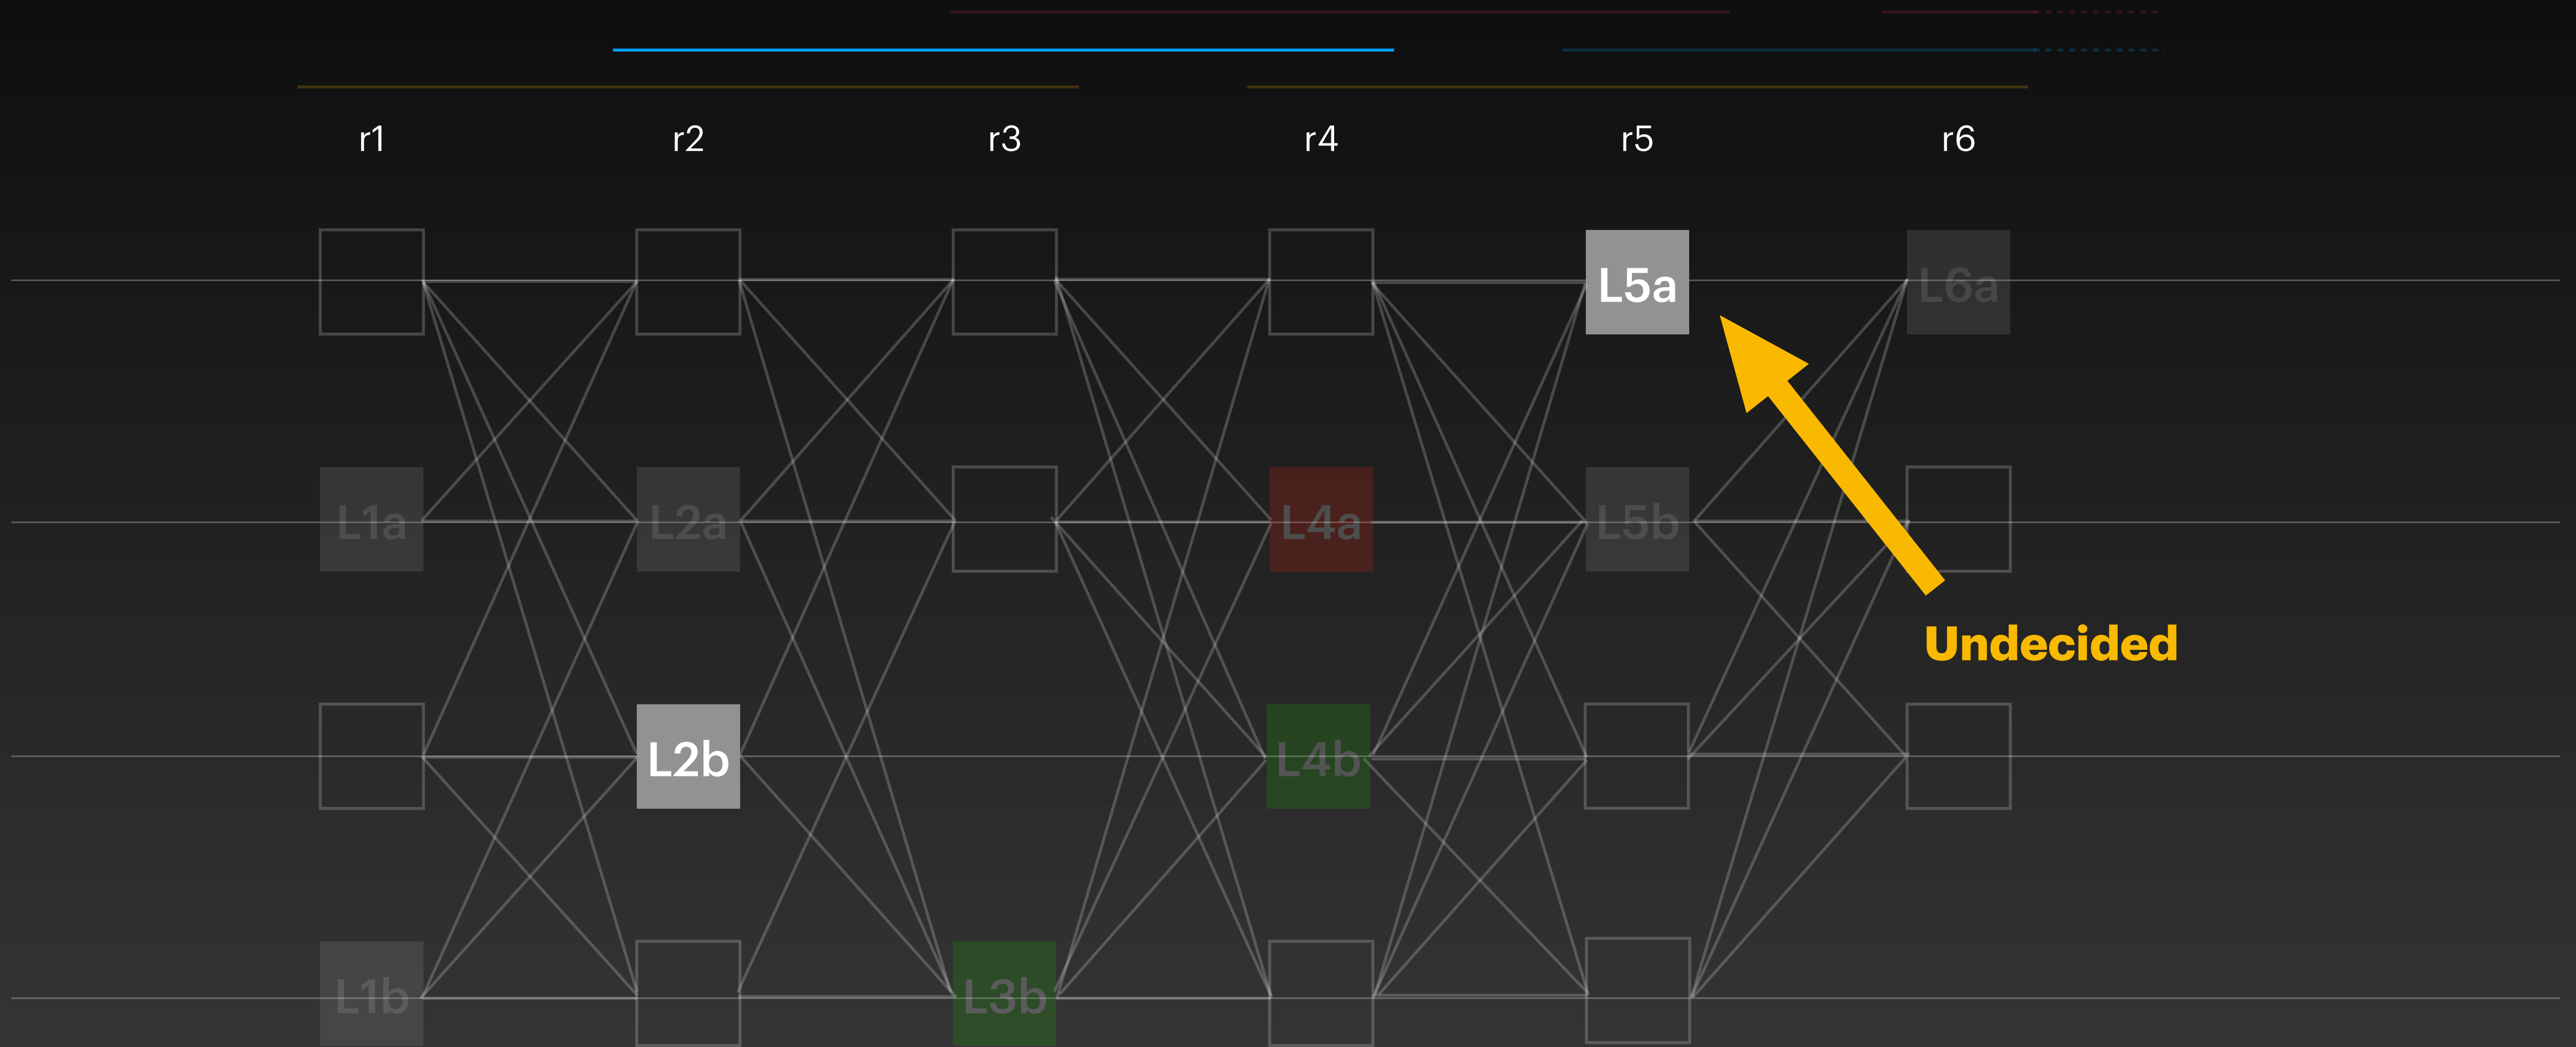 r1 r2 r3 r4 r5 r6
L5a L6a
L1a L2a L4a L5b
Undecided
L2b L4b
L1b L3b